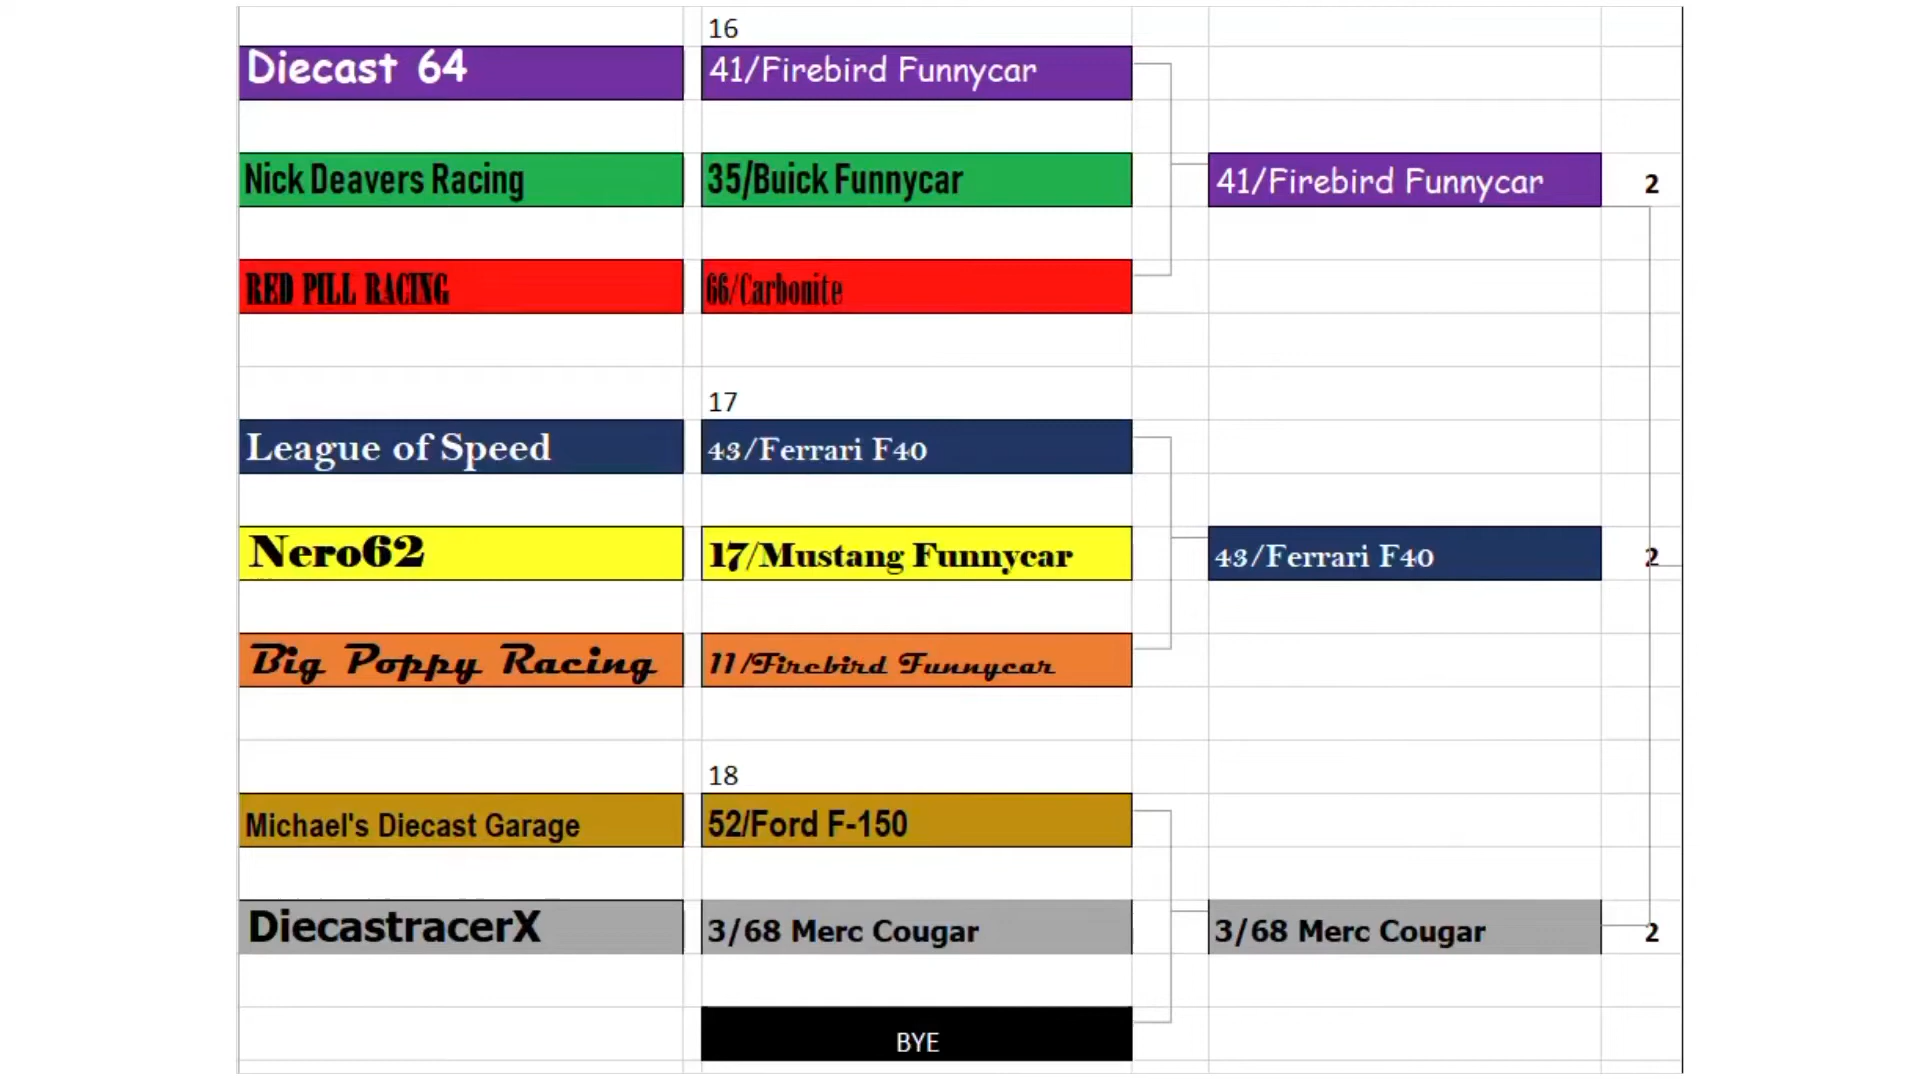 16
Diecast 64 41/Firebird Funnycar
Nick Deavers Racing 35/Buick Funnycar 41/Firebird Funnycar 2
RED PILL RACING 66/Carbonite
17
League of Speed 43/Ferrari F40
Nero62 17/Mustang Funnycar 43/Ferrari F40 2
Big Poppy Racing 11/Firebird Funnycar
18
Michael's Diecast Garage 52/Ford F-150
DiecastracerX 3/68 Merc Cougar 3/68 Merc Cougar 2
BYE